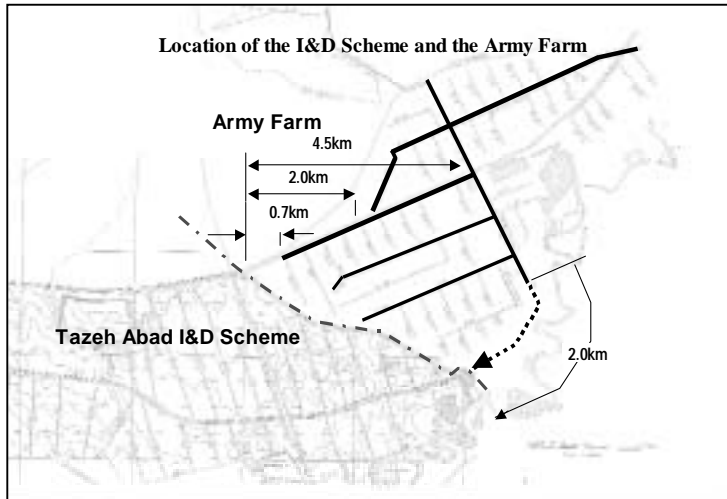 Location of the I&D Scheme and the Army Farm
Army Farm
4.5km
2.0km
0.7km
Tazeh Abad I&D Scheme
2.0km